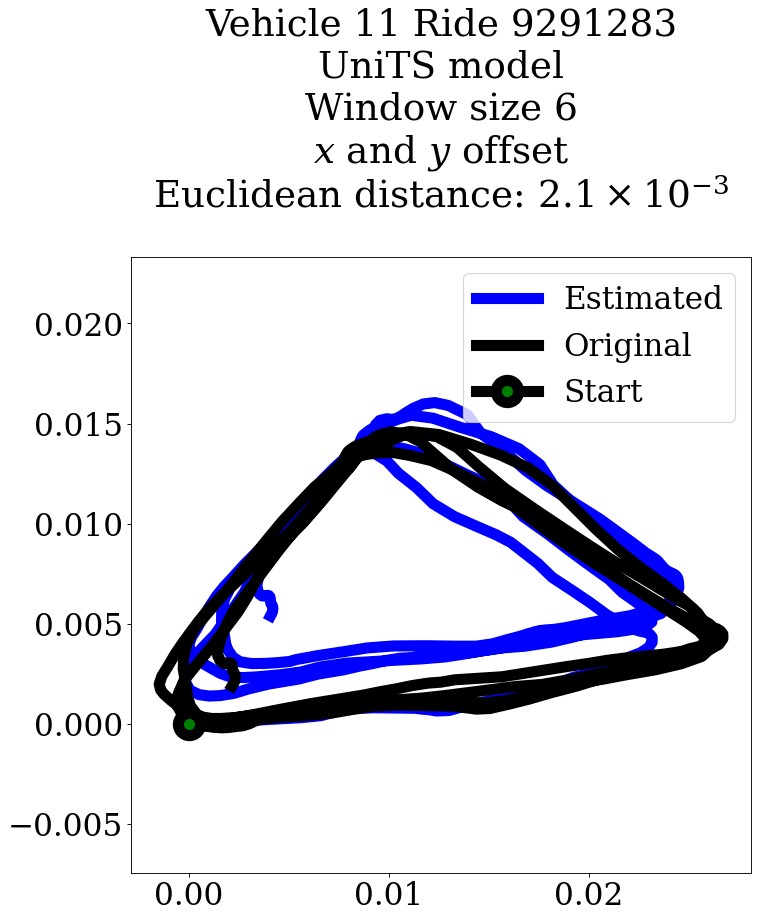 Vehicle 11 Ride 9291283
UniTS model
Window size 6
x and y offset
Euclidean distance: 2.1 × 10⁻³
Estimated
Original
Start
0.020
0.015
0.010
0.005
0.000
−0.005
0.00 0.01 0.02